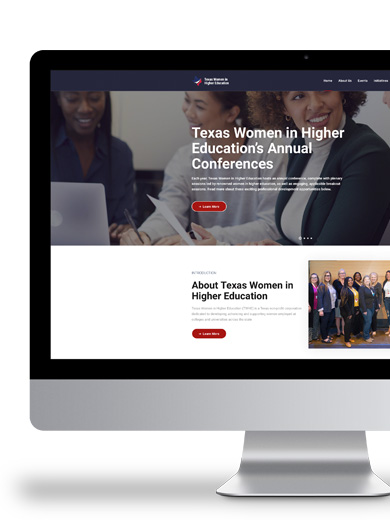 Texas Women in
Higher Education
Home About Us Events Initiatives
Texas Women in Higher
Education's Annual
Conferences
Each year, Texas Women in Higher Education hosts an annual conference, complete with plenary
sessions led by renowned women in higher education, as well as engaging, applicable breakout
sessions. Read more about these exciting professional development opportunities below.
Learn More
INTRODUCTION
About Texas Women in
Higher Education
Texas Women in Higher Education (TWHE) is a Texas nonprofit corporation
dedicated to developing, advancing and supporting women employed at
colleges and universities across the state.
Learn More